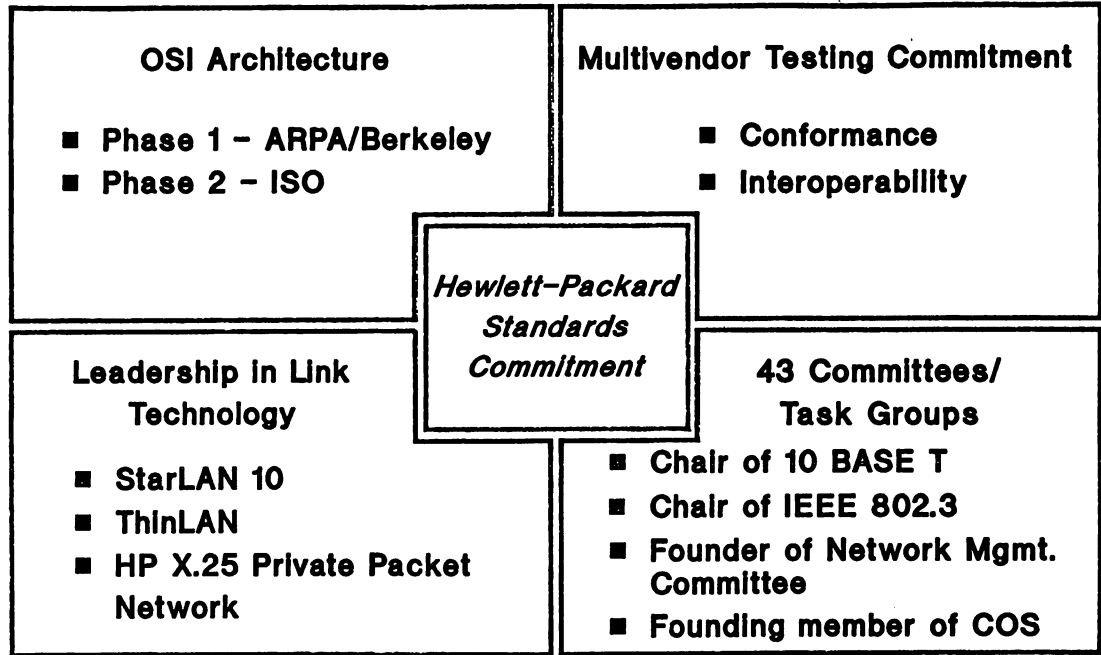 OSI Architecture
■ Phase 1 – ARPA/Berkeley
■ Phase 2 – ISO
Multivendor Testing Commitment
■ Conformance
■ Interoperability
Hewlett–Packard
Standards
Commitment
Leadership in Link
Technology
■ StarLAN 10
■ ThinLAN
■ HP X.25 Private Packet
Network
43 Committees/
Task Groups
■ Chair of 10 BASE T
■ Chair of IEEE 802.3
■ Founder of Network Mgmt.
Committee
■ Founding member of COS